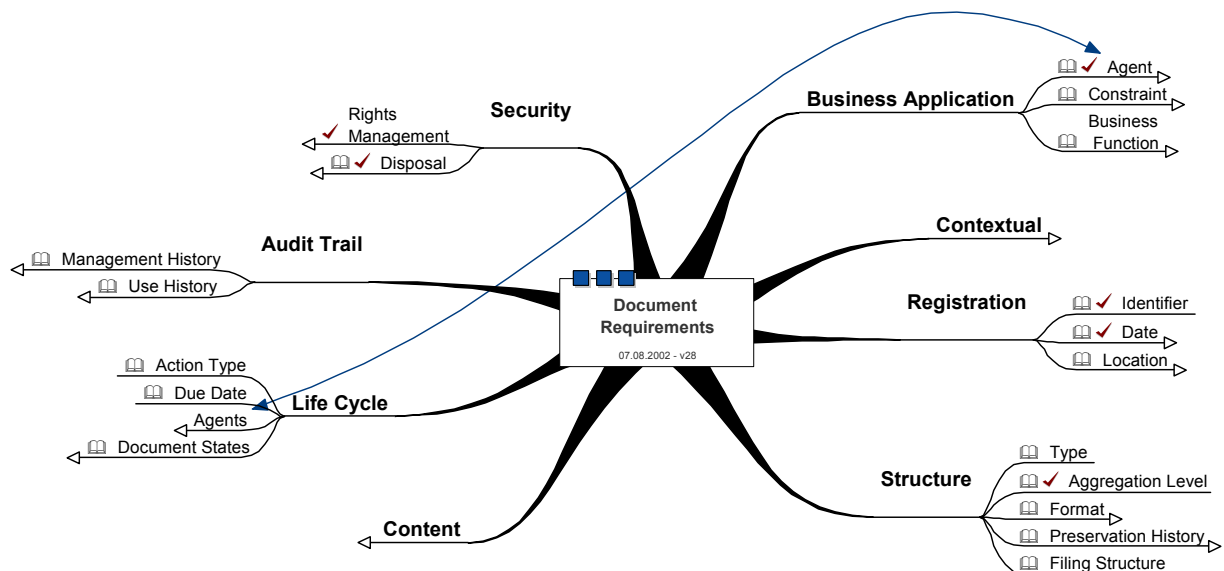 Document
Requirements
07.08.2002 - v28
Business Application
Agent
Constraint
Business
Function
Contextual
Registration
Identifier
Date
Location
Structure
Type
Aggregation Level
Format
Preservation History
Filing Structure
Security
Rights
Management
Disposal
Audit Trail
Management History
Use History
Life Cycle
Action Type
Due Date
Agents
Document States
Content